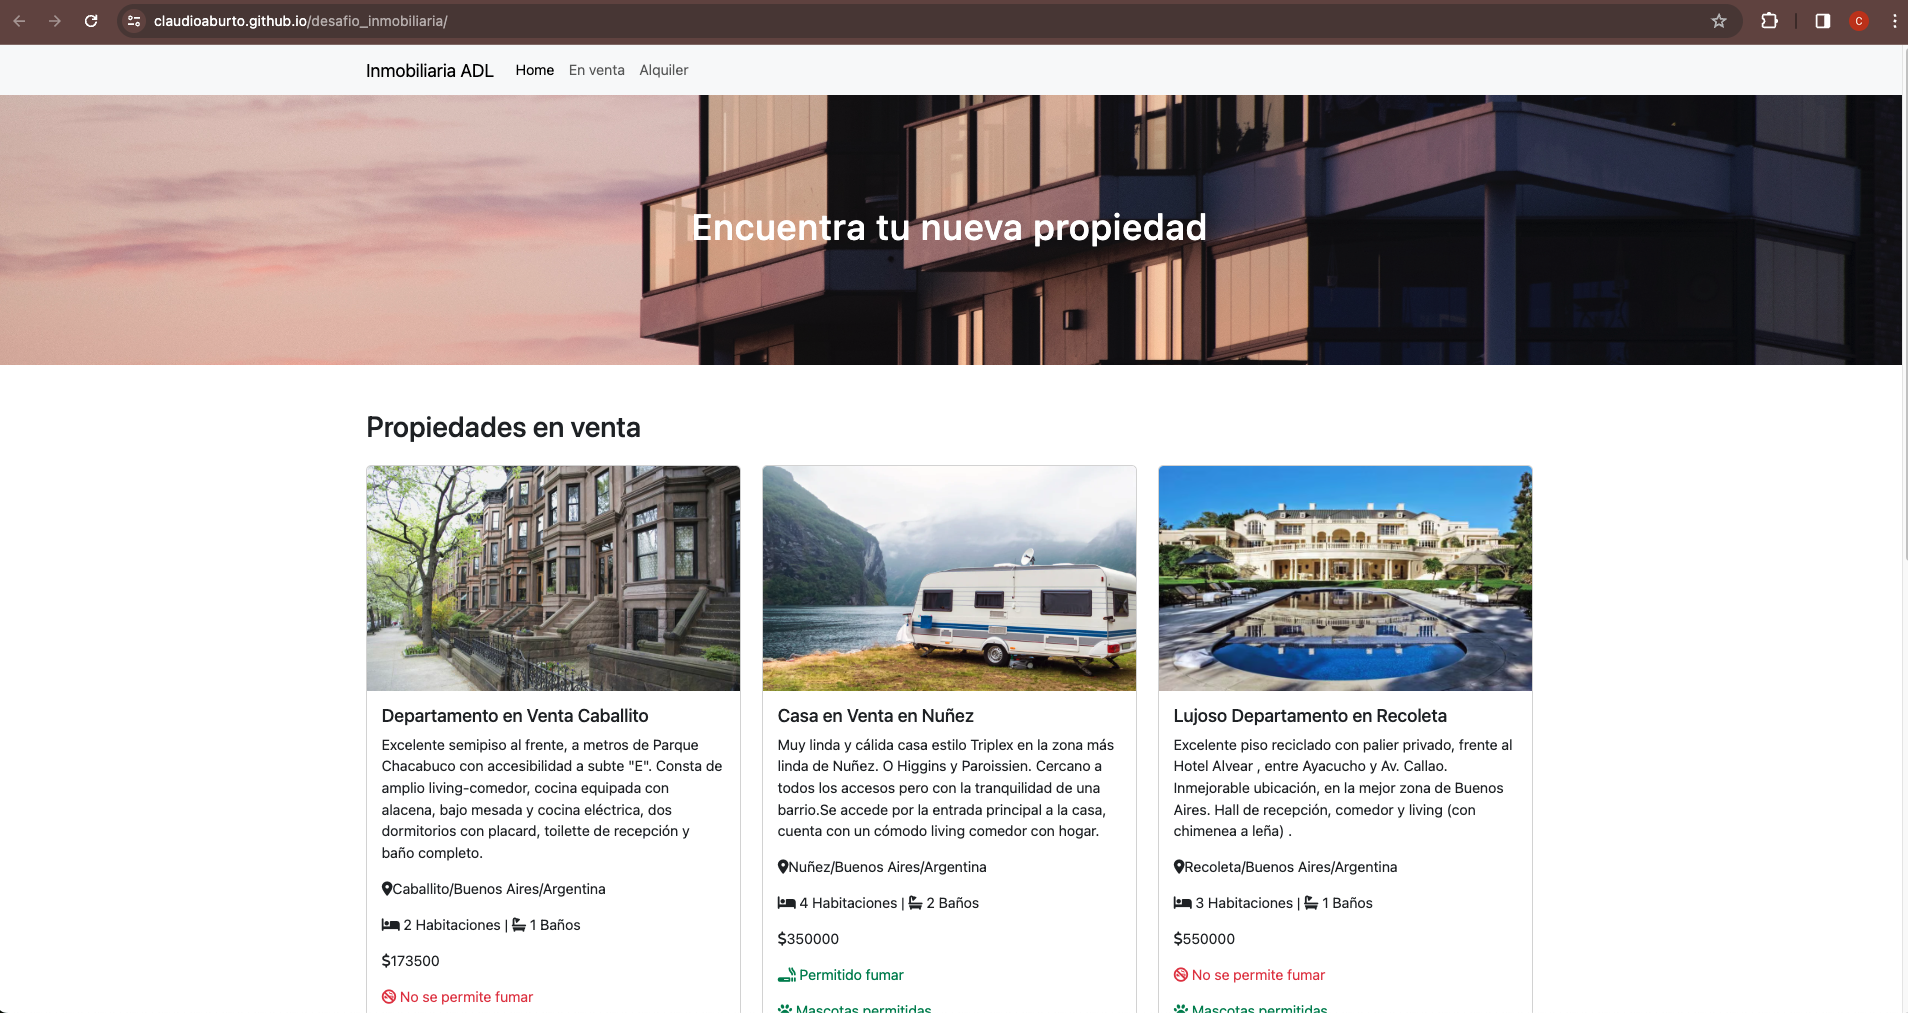 claudioaburto.github.io/desafio_inmobiliaria/
C
Inmobiliaria ADL Home En venta Alquiler
Encuentra tu nueva propiedad
Propiedades en venta
Departamento en Venta Caballito
Excelente semipiso al frente, a metros de Parque
Chacabuco con accesibilidad a subte "E". Consta de
amplio living-comedor, cocina equipada con
alacena, bajo mesada y cocina eléctrica, dos
dormitorios con placard, toilette de recepción y
baño completo.
Caballito/Buenos Aires/Argentina
2 Habitaciones | 1 Baños
$173500
No se permite fumar
Casa en Venta en Nuñez
Muy linda y cálida casa estilo Triplex en la zona más
linda de Nuñez. O Higgins y Paroissien. Cercano a
todos los accesos pero con la tranquilidad de una
barrio.Se accede por la entrada principal a la casa,
cuenta con un cómodo living comedor con hogar.
Nuñez/Buenos Aires/Argentina
4 Habitaciones | 2 Baños
$350000
Permitido fumar
Mascotas permitidas
Lujoso Departamento en Recoleta
Excelente piso reciclado con palier privado, frente al
Hotel Alvear , entre Ayacucho y Av. Callao.
Inmejorable ubicación, en la mejor zona de Buenos
Aires. Hall de recepción, comedor y living (con
chimenea a leña) .
Recoleta/Buenos Aires/Argentina
3 Habitaciones | 1 Baños
$550000
No se permite fumar
Mascotas permitidas